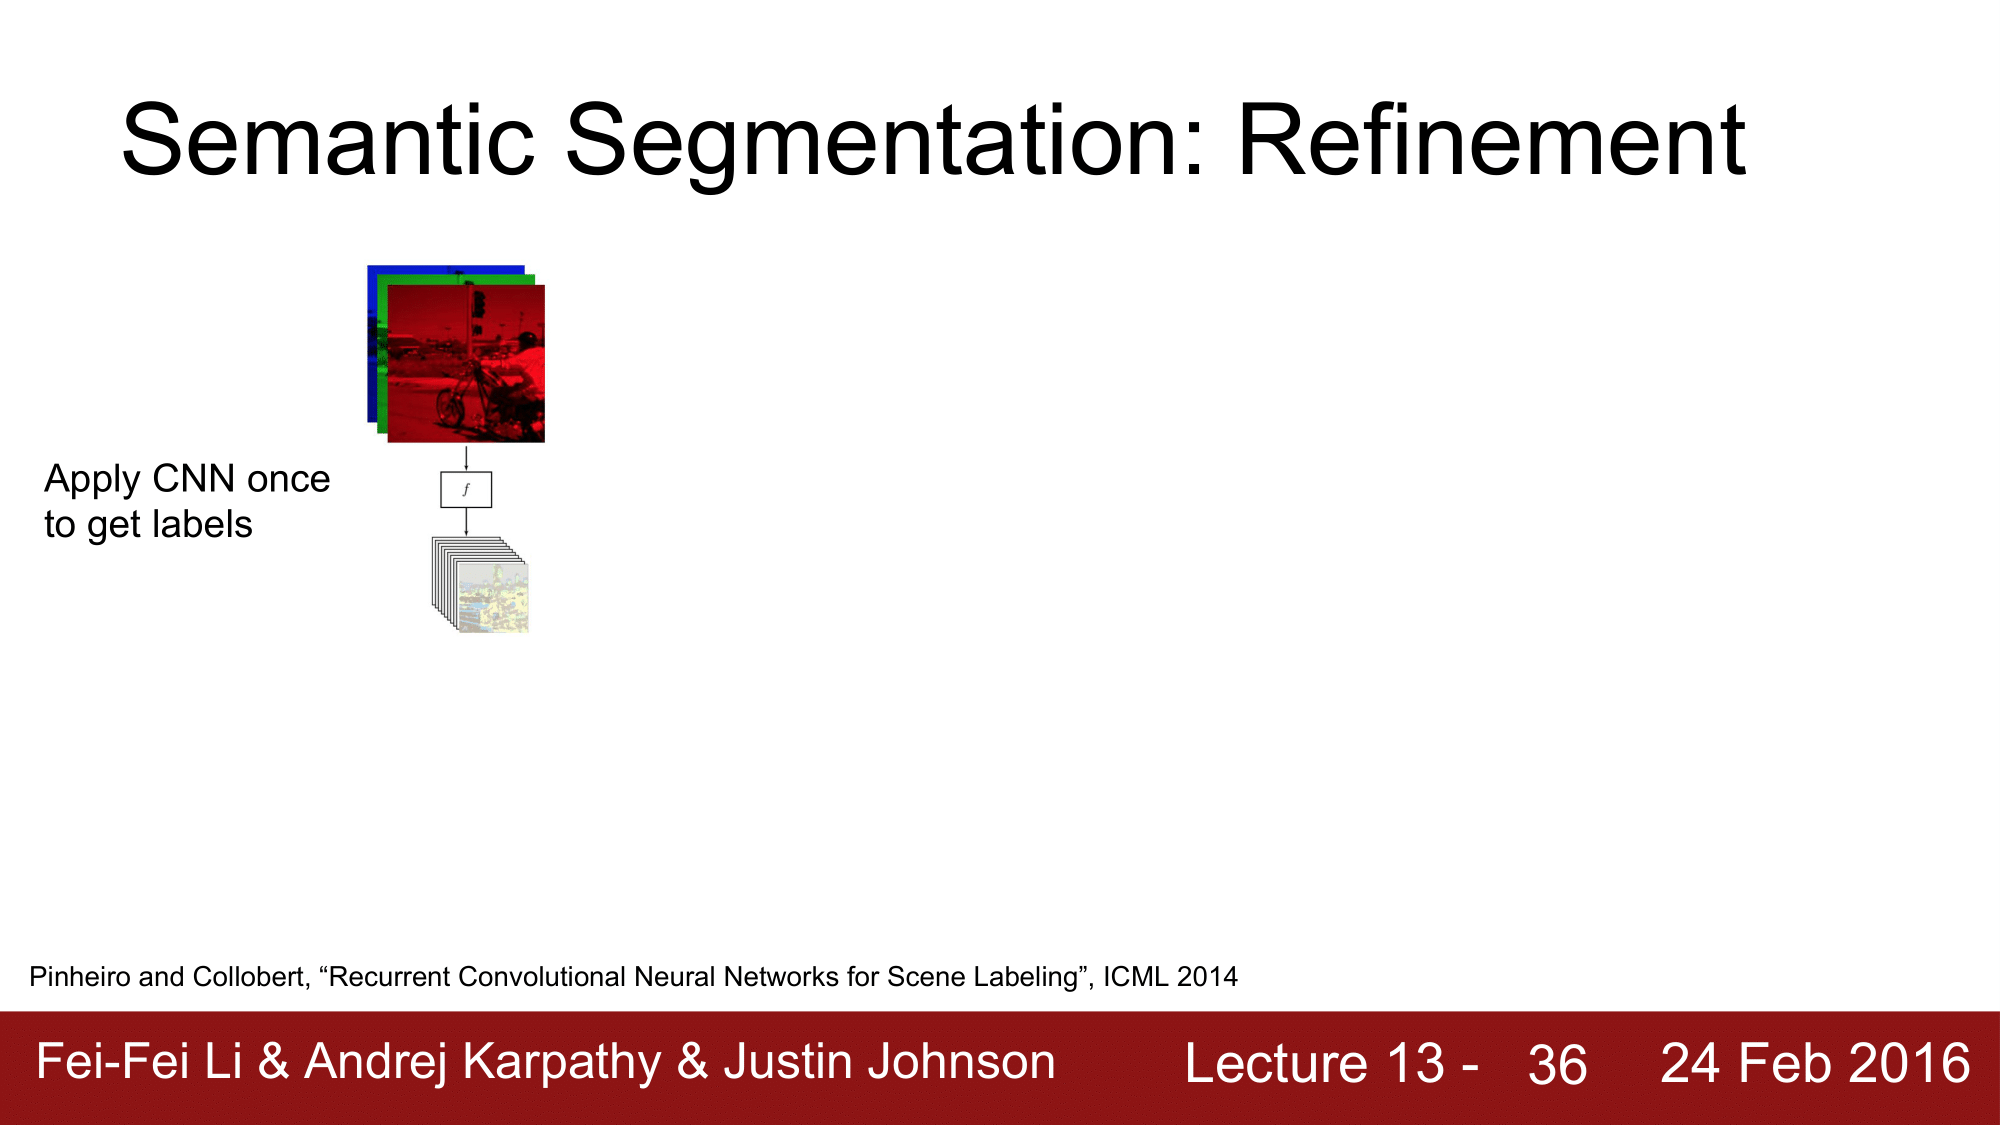 Semantic Segmentation: Refinement
Apply CNN once
to get labels
f
Pinheiro and Collobert, “Recurrent Convolutional Neural Networks for Scene Labeling”, ICML 2014
Fei-Fei Li & Andrej Karpathy & Justin Johnson
Lecture 13 - 36
24 Feb 2016